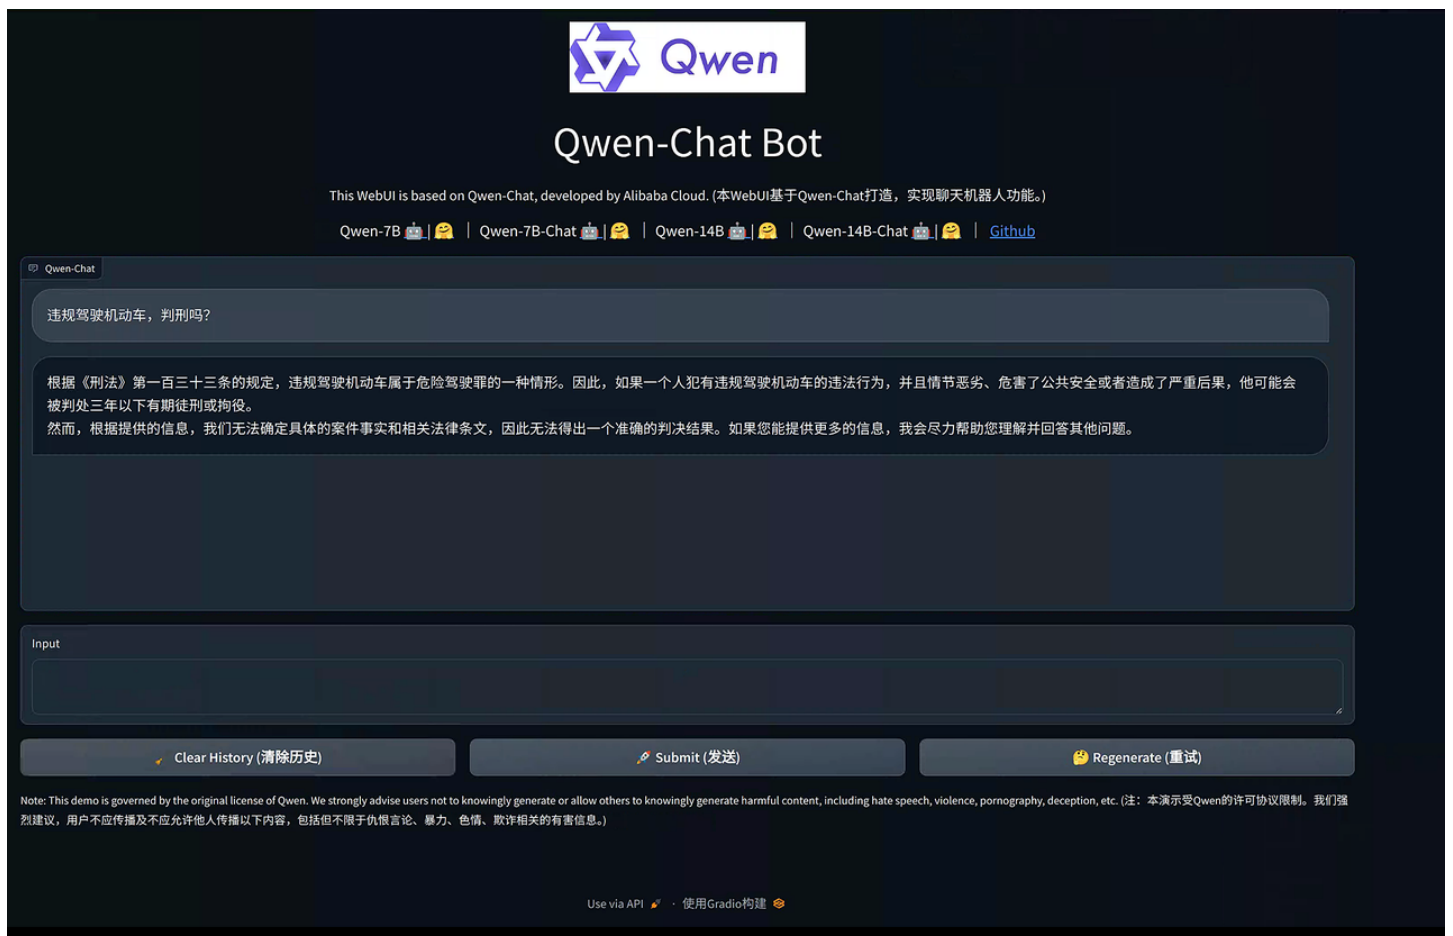 Qwen
Qwen-Chat Bot
This WebUI is based on Qwen-Chat, developed by Alibaba Cloud. (本WebUI基于Qwen-Chat打造，实现聊天机器人功能。)
Qwen-7B 🤖 | 🤗 | Qwen-7B-Chat 🤖 | 🤗 | Qwen-14B 🤖 | 🤗 | Qwen-14B-Chat 🤖 | 🤗 | Github
Qwen-Chat
违规驾驶机动车，判刑吗？
根据《刑法》第一百三十三条的规定，违规驾驶机动车属于危险驾驶罪的一种情形。因此，如果一个人犯有违规驾驶机动车的违法行为，并且情节恶劣、危害了公共安全或者造成了严重后果，他可能会
被判处三年以下有期徒刑或拘役。
然而，根据提供的信息，我们无法确定具体的案件事实和相关法律条文，因此无法得出一个准确的判决结果。如果您能提供更多的信息，我会尽力帮助您理解并回答其他问题。
Input
🧹 Clear History (清除历史)
🚀 Submit (发送)
🤔 Regenerate (重试)
Note: This demo is governed by the original license of Qwen. We strongly advise users not to knowingly generate or allow others to knowingly generate harmful content, including hate speech, violence, pornography, deception, etc. (注：本演示受Qwen的许可协议限制。我们强
烈建议，用户不应传播及不应允许他人传播以下内容，包括但不限于仇恨言论、暴力、色情、欺诈相关的有害信息。)
Use via API 🚀 · 使用Gradio构建